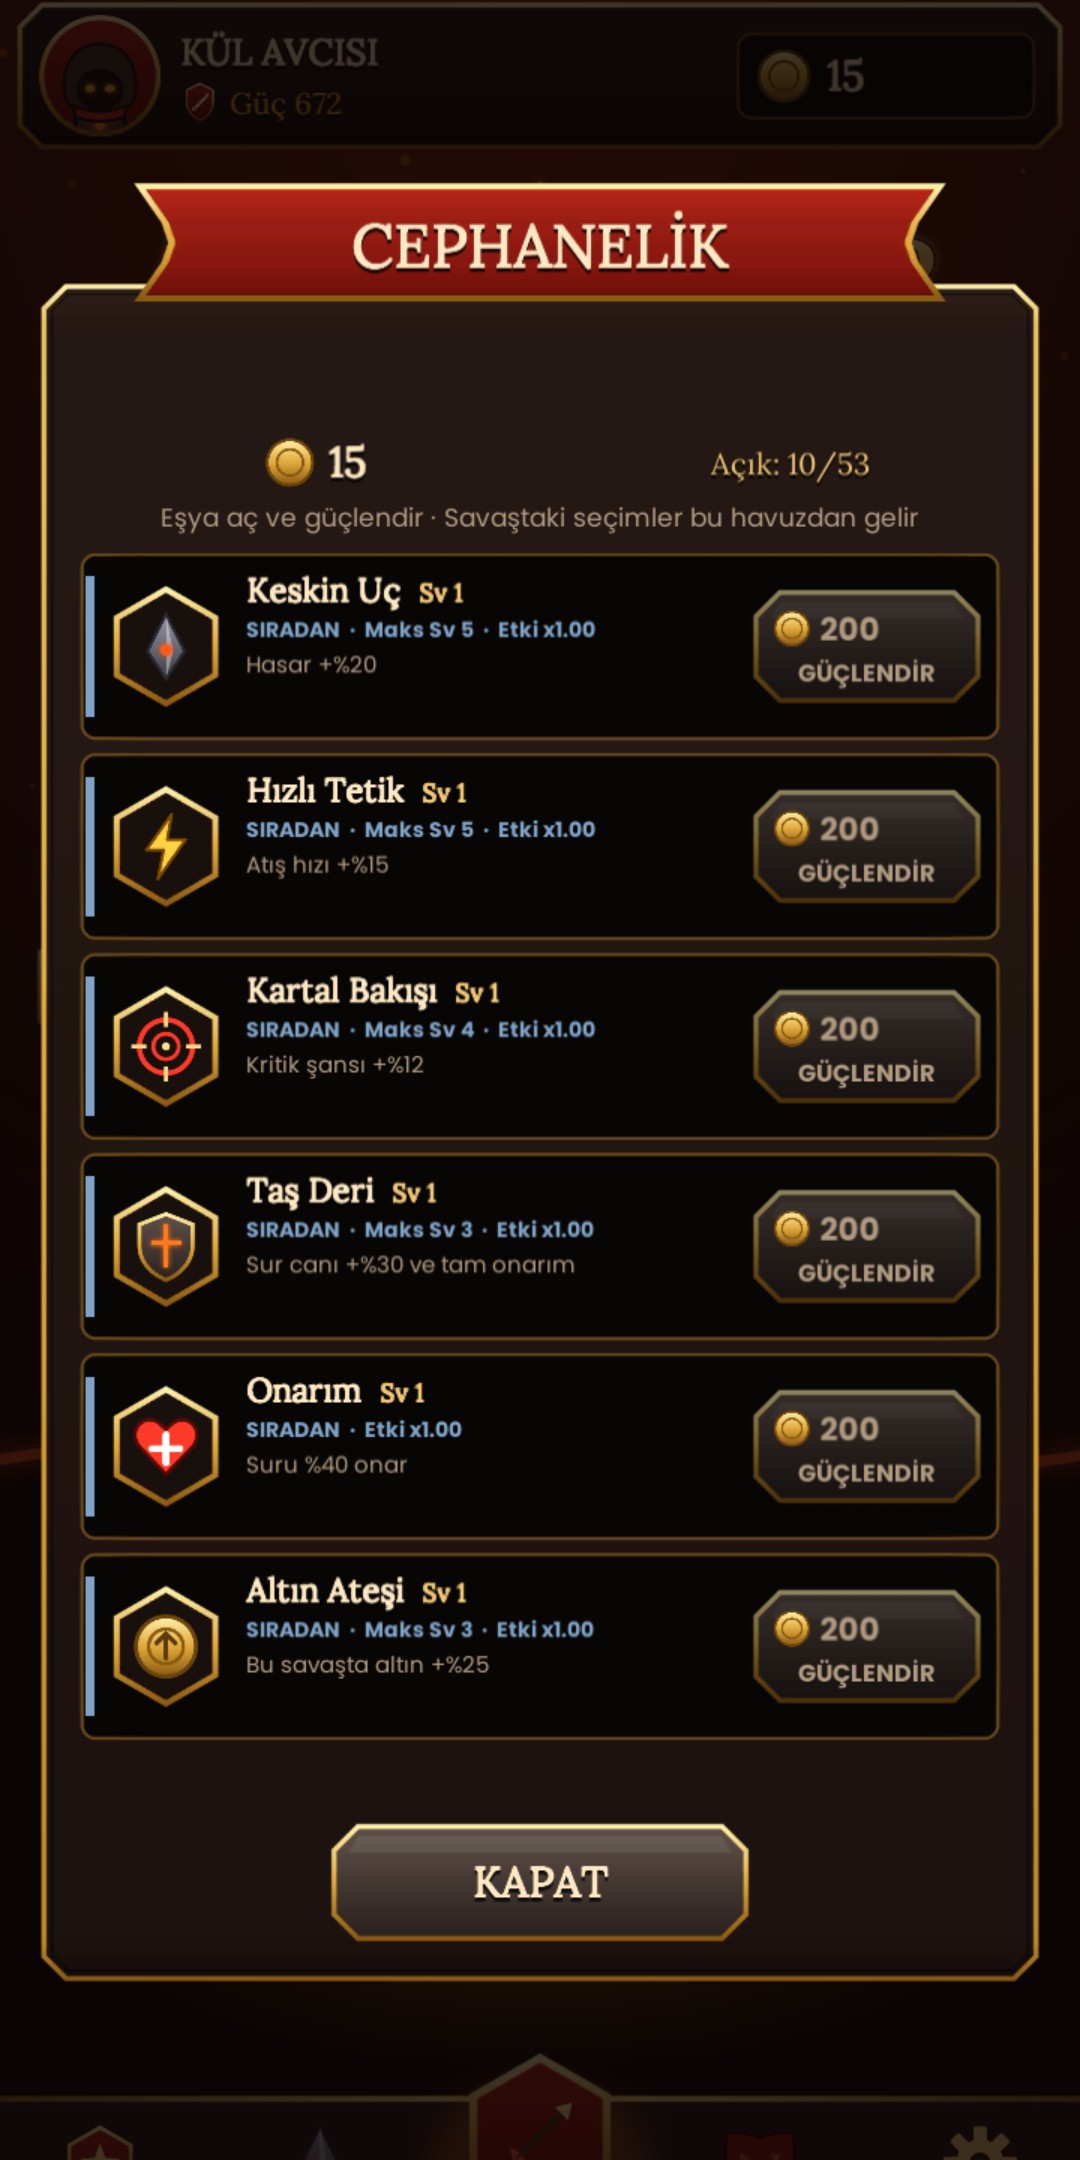 KÜL AVCISI
Güç 672
15
CEPHANELİK
15
Açık: 10/53
Eşya aç ve güçlendir · Savaştaki seçimler bu havuzdan gelir
Keskin Uç Sv 1
SIRADAN · Maks Sv 5 · Etki x1.00
Hasar +%20
200
GÜÇLENDİR
Hızlı Tetik Sv 1
SIRADAN · Maks Sv 5 · Etki x1.00
Atış hızı +%15
200
GÜÇLENDİR
Kartal Bakışı Sv 1
SIRADAN · Maks Sv 4 · Etki x1.00
Kritik şansı +%12
200
GÜÇLENDİR
Taş Deri Sv 1
SIRADAN · Maks Sv 3 · Etki x1.00
Sur canı +%30 ve tam onarım
200
GÜÇLENDİR
Onarım Sv 1
SIRADAN · Etki x1.00
Suru %40 onar
200
GÜÇLENDİR
Altın Ateşi Sv 1
SIRADAN · Maks Sv 3 · Etki x1.00
Bu savaşta altın +%25
200
GÜÇLENDİR
KAPAT